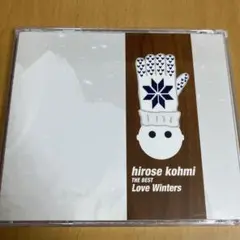 hirose kohmi
THE BEST
Love Winters